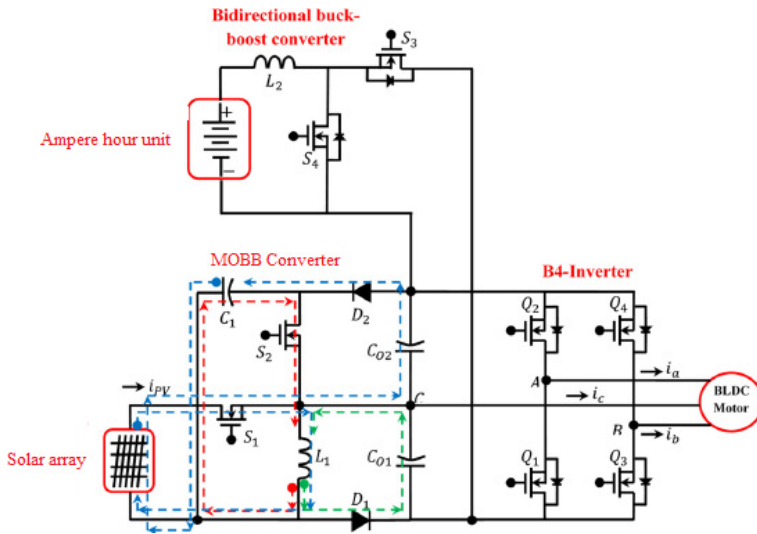 Bidirectional buck-
boost converter
S3
L2
Ampere hour unit
+
−
S4
MOBB Converter
B4-Inverter
C1
D2
Q2
Q4
S2
CO2
A
ia
iPV
C
ic
BLDC
Motor
S1
B
ib
Solar array
L1
CO1
Q1
Q3
D1